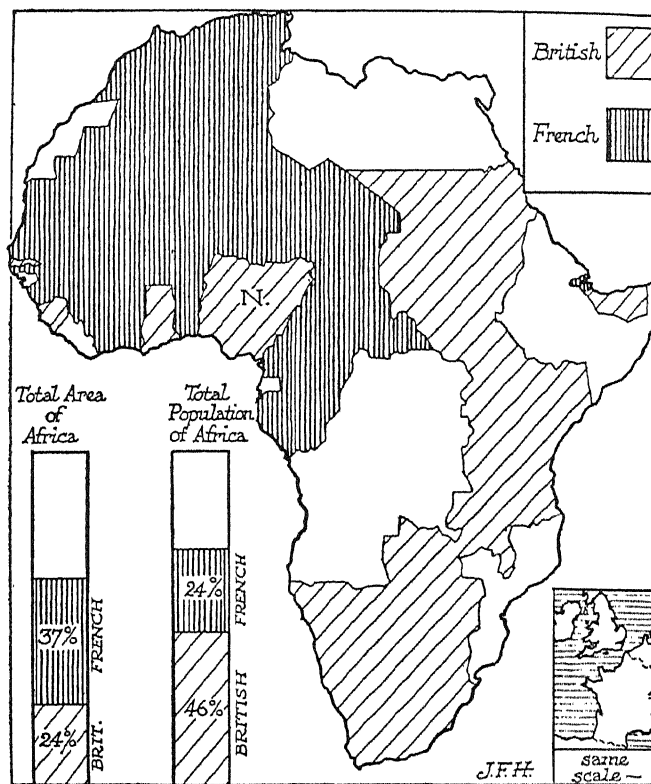 British
French
N.
Total Area
of
Africa
Total
Population
of Africa
37%
FRENCH
24%
BRIT.
24%
FRENCH
46%
BRITISH
J.F.H.
same
scale —